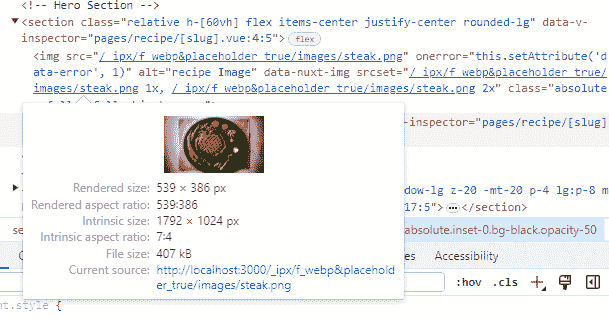 <!-- Hero Section -->
▼<section class="relative h-[60vh] flex items-center justify-center rounded-lg" data-v-
inspector="pages/recipe/[slug].vue:4:5"> flex
<img src="/_ipx/f_webp&placeholder_true/images/steak.png" onerror="this.setAttribute('d
ata-error', 1)" alt="recipe Image" data-nuxt-img srcset="/_ipx/f_webp&placeholder_true/
images/steak.png 1x, /_ipx/f_webp&placeholder_true/images/steak.png 2x" class="absolute
-inspector="pages/recipe/[slug]
Rendered size: 539 × 386 px
Rendered aspect ratio: 539:386
Intrinsic size: 1792 × 1024 px
Intrinsic aspect ratio: 7:4
File size: 407 kB
Current source: http://localhost:3000/_ipx/f_webp&placehold
er_true/images/steak.png
dow-lg z-20 -mt-20 p-4 lg:p-8 m
17:5">…</section>
se
absolute.inset-0.bg-black.opacity-50
es Accessibility
:hov .cls
nt.style {